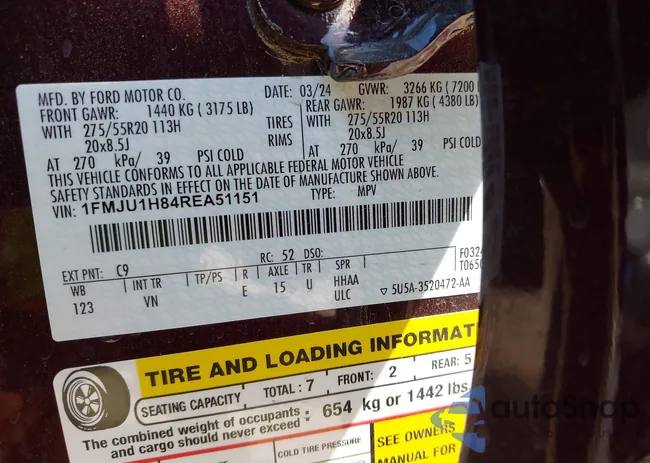 MFD. BY FORD MOTOR CO. DATE: 03/24 GVWR: 3266 KG (7200 L
FRONT GAWR: 1440 KG (3175 LB) REAR GAWR: 1987 KG (4380 LB)
WITH 275/55R20 113H TIRES WITH 275/55R20 113H
20x8.5J RIMS 20x8.5J
AT 270 kPa/ 39 PSI COLD AT 270 kPa/ 39 PSI COLD
THIS VEHICLE CONFORMS TO ALL APPLICABLE FEDERAL MOTOR VEHICLE
SAFETY STANDARDS IN EFFECT ON THE DATE OF MANUFACTURE SHOWN ABOVE.
VIN: 1FMJU1H84REA51151 TYPE: MPV
EXT PNT: C9 RC: 52 DSO: F0324
WB INT TR TP/PS R AXLE TR SPR T0650
123 VN E 15 U HHAA
ULC ▽ 5U5A-3520472-AA
TIRE AND LOADING INFORMAT
SEATING CAPACITY TOTAL: 7 FRONT: 2 REAR: 5
The combined weight of occupants
and cargo should never exceed : 654 kg or 1442 lbs
COLD TIRE PRESSURE SEE OWNERS
MANUAL FOR
autoSnap